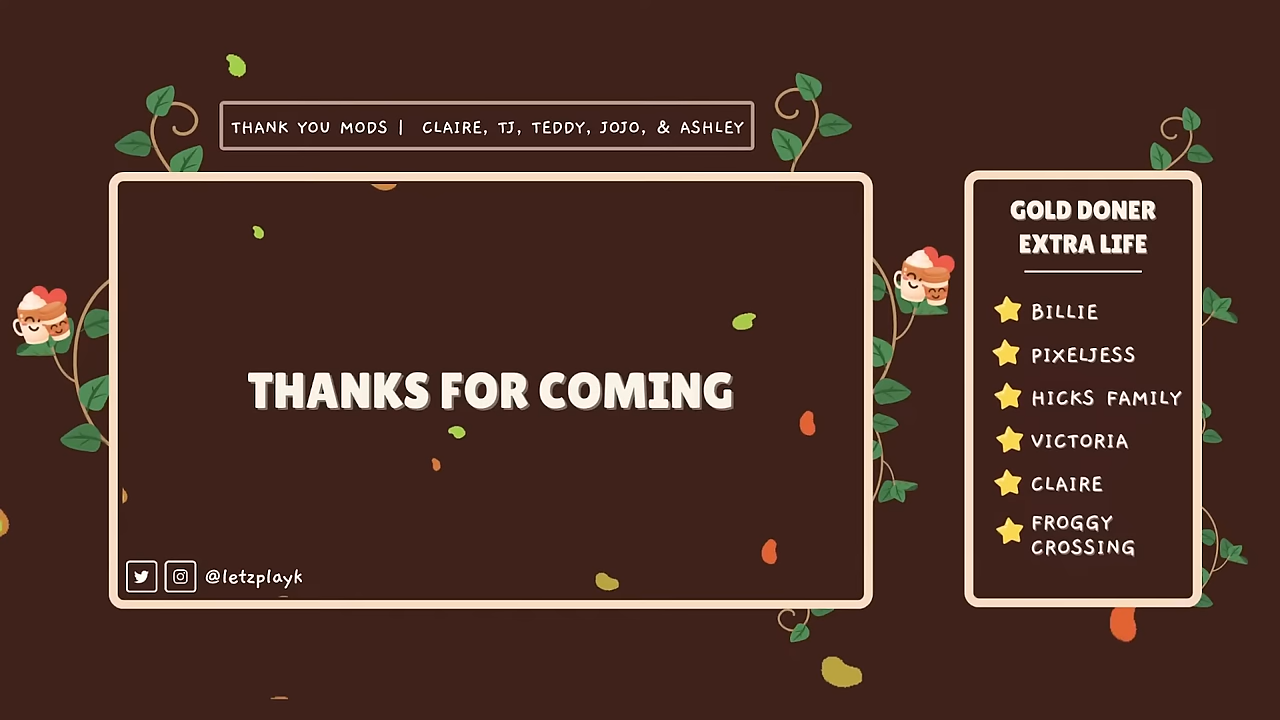 THANK YOU MODS | CLAIRE, TJ, TEDDY, JOJO, & ASHLEY
THANKS FOR COMING
@letzplayk
GOLD DONER
EXTRA LIFE
BILLIE
PIXELJESS
HICKS FAMILY
VICTORIA
CLAIRE
FROGGY
CROSSING